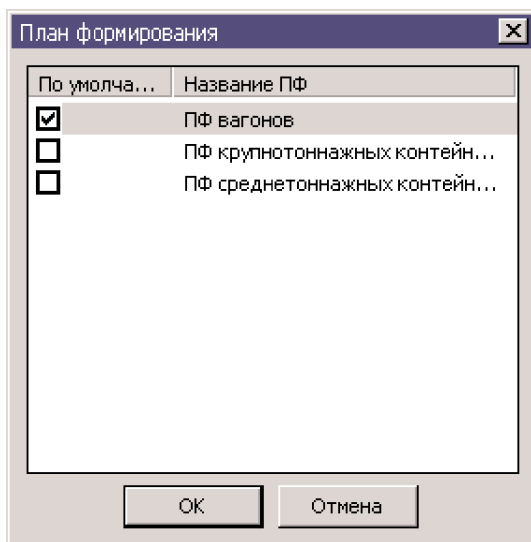 План формирования
По умолча... Название ПФ
ПФ вагонов
ПФ крупнотоннажных контейн...
ПФ среднетоннажных контейн...
OK Отмена